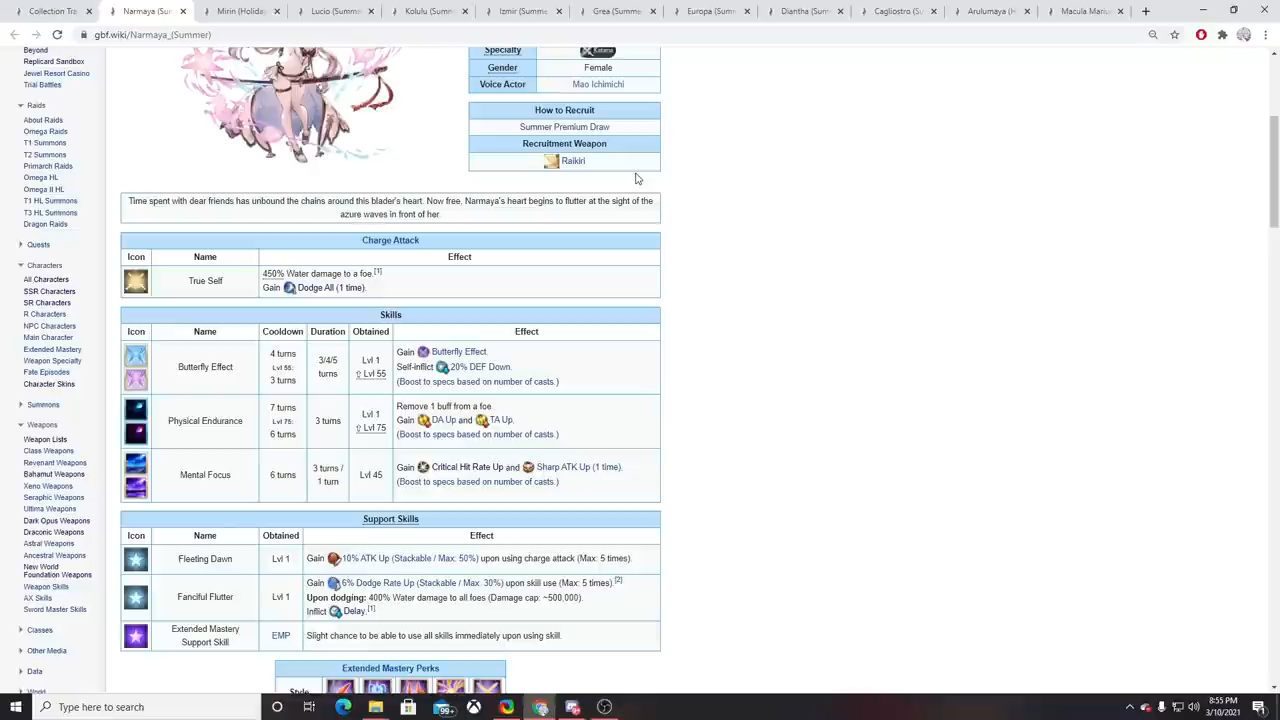 Collection Tra
Narmaya (Su
Mirin (Holida
Lucio (Summ
Kolulu (Summ
Izmir (Summ
Grea (Summe
Europa (Sum
Diantha (Sum
Cagliostro (S
Arulumaya (H
Macula Mariu
gbf.wiki/Narmaya_(Summer)
Beyond
Replicard Sandbox
Jewel Resort Casino
Trial Battles
Raids
About Raids
Omega Raids
T1 Summons
T2 Summons
Primarch Raids
Omega HL
Omega II HL
T1 HL Summons
T3 HL Summons
Dragon Raids
Quests
Characters
All Characters
SSR Characters
SR Characters
R Characters
NPC Characters
Main Character
Extended Mastery
Weapon Specialty
Fate Episodes
Character Skins
Summons
Weapons
Weapon Lists
Class Weapons
Revenant Weapons
Bahamut Weapons
Xeno Weapons
Seraphic Weapons
Ultima Weapons
Dark Opus Weapons
Draconic Weapons
Astral Weapons
Ancestral Weapons
New World
Foundation Weapons
Weapon Skills
AX Skills
Sword Master Skills
Classes
Other Media
Data
World
Specialty Katana
Gender Female
Voice Actor Mao Ichimichi
How to Recruit
Summer Premium Draw
Recruitment Weapon
Raikiri
Time spent with dear friends has unbound the chains around this blader's heart. Now free, Narmaya's heart begins to flutter at the sight of the
azure waves in front of her.
Charge Attack
Icon Name Effect
True Self
450% Water damage to a foe.[1]
Gain Dodge All (1 time).
Skills
Icon Name Cooldown Duration Obtained Effect
Butterfly Effect
4 turns
Lvl 55:
3 turns
3/4/5
turns
Lvl 1
⇧ Lvl 55
Gain Butterfly Effect.
Self-inflict 20% DEF Down.
(Boost to specs based on number of casts.)
Physical Endurance
7 turns
Lvl 75:
6 turns
3 turns
Lvl 1
⇧ Lvl 75
Remove 1 buff from a foe.
Gain DA Up and TA Up.
(Boost to specs based on number of casts.)
Mental Focus
6 turns
3 turns /
1 turn
Lvl 45
Gain Critical Hit Rate Up and Sharp ATK Up (1 time).
(Boost to specs based on number of casts.)
Support Skills
Icon Name Obtained Effect
Fleeting Dawn Lvl 1 Gain 10% ATK Up (Stackable / Max: 50%) upon using charge attack (Max: 5 times).
Fanciful Flutter Lvl 1
Gain 6% Dodge Rate Up (Stackable / Max: 30%) upon skill use (Max: 5 times).[2]
Upon dodging: 400% Water damage to all foes (Damage cap: ~500,000).
Inflict Delay.[1]
Extended Mastery
Support Skill
EMP
Slight chance to be able to use all skills immediately upon using skill.
Extended Mastery Perks
Style
Type here to search
99+
8:55 PM
3/10/2021